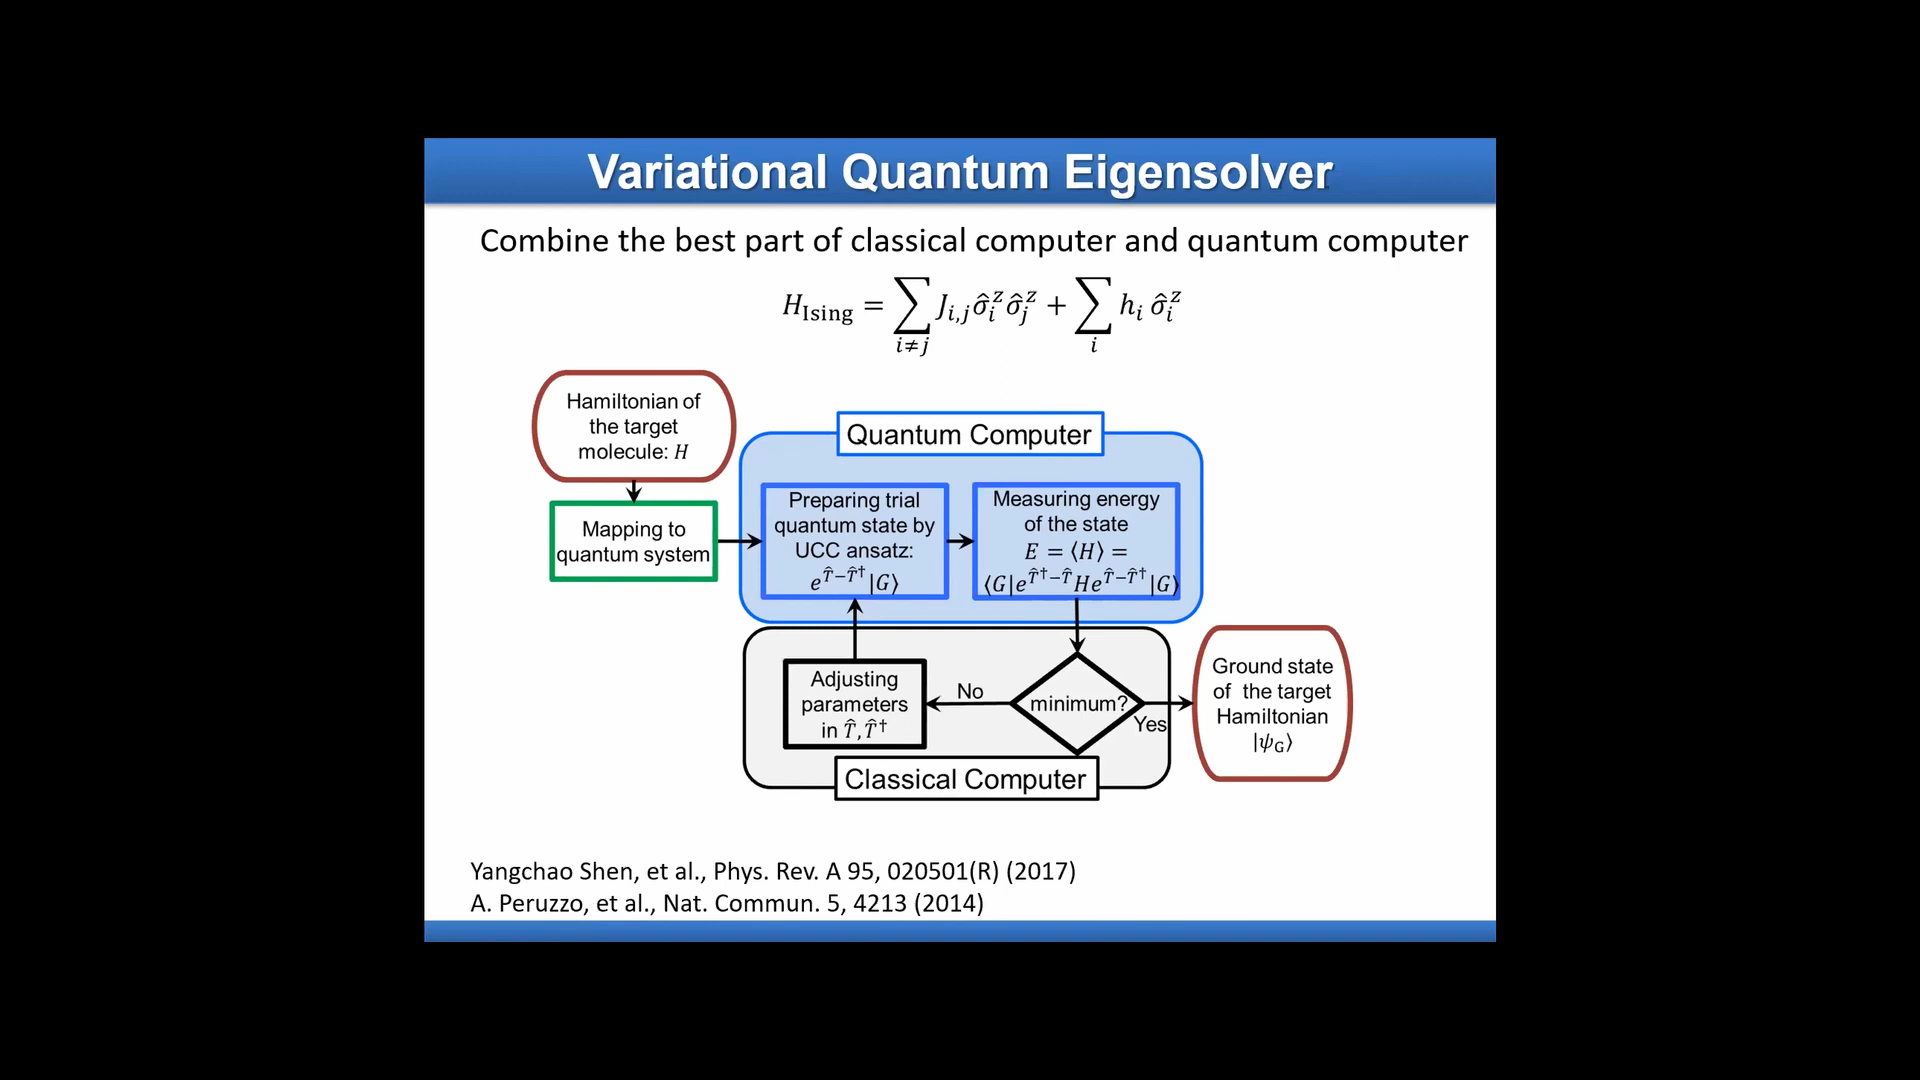 Variational Quantum Eigensolver
Combine the best part of classical computer and quantum computer
H_Ising = ∑_{i≠j} J_{i,j} σ̂_i^z σ̂_j^z + ∑_i h_i σ̂_i^z
Hamiltonian of
the target
molecule: H
Mapping to
quantum system
Quantum Computer
Preparing trial
quantum state by
UCC ansatz:
e^{T̂−T̂†}|G⟩
Measuring energy
of the state
E = ⟨H⟩ =
⟨G|e^{T̂†−T̂}He^{T̂−T̂†}|G⟩
Adjusting
parameters
in T̂, T̂†
No
minimum?
Yes
Classical Computer
Ground state
of the target
Hamiltonian
|ψ_G⟩
Yangchao Shen, et al., Phys. Rev. A 95, 020501(R) (2017)
A. Peruzzo, et al., Nat. Commun. 5, 4213 (2014)